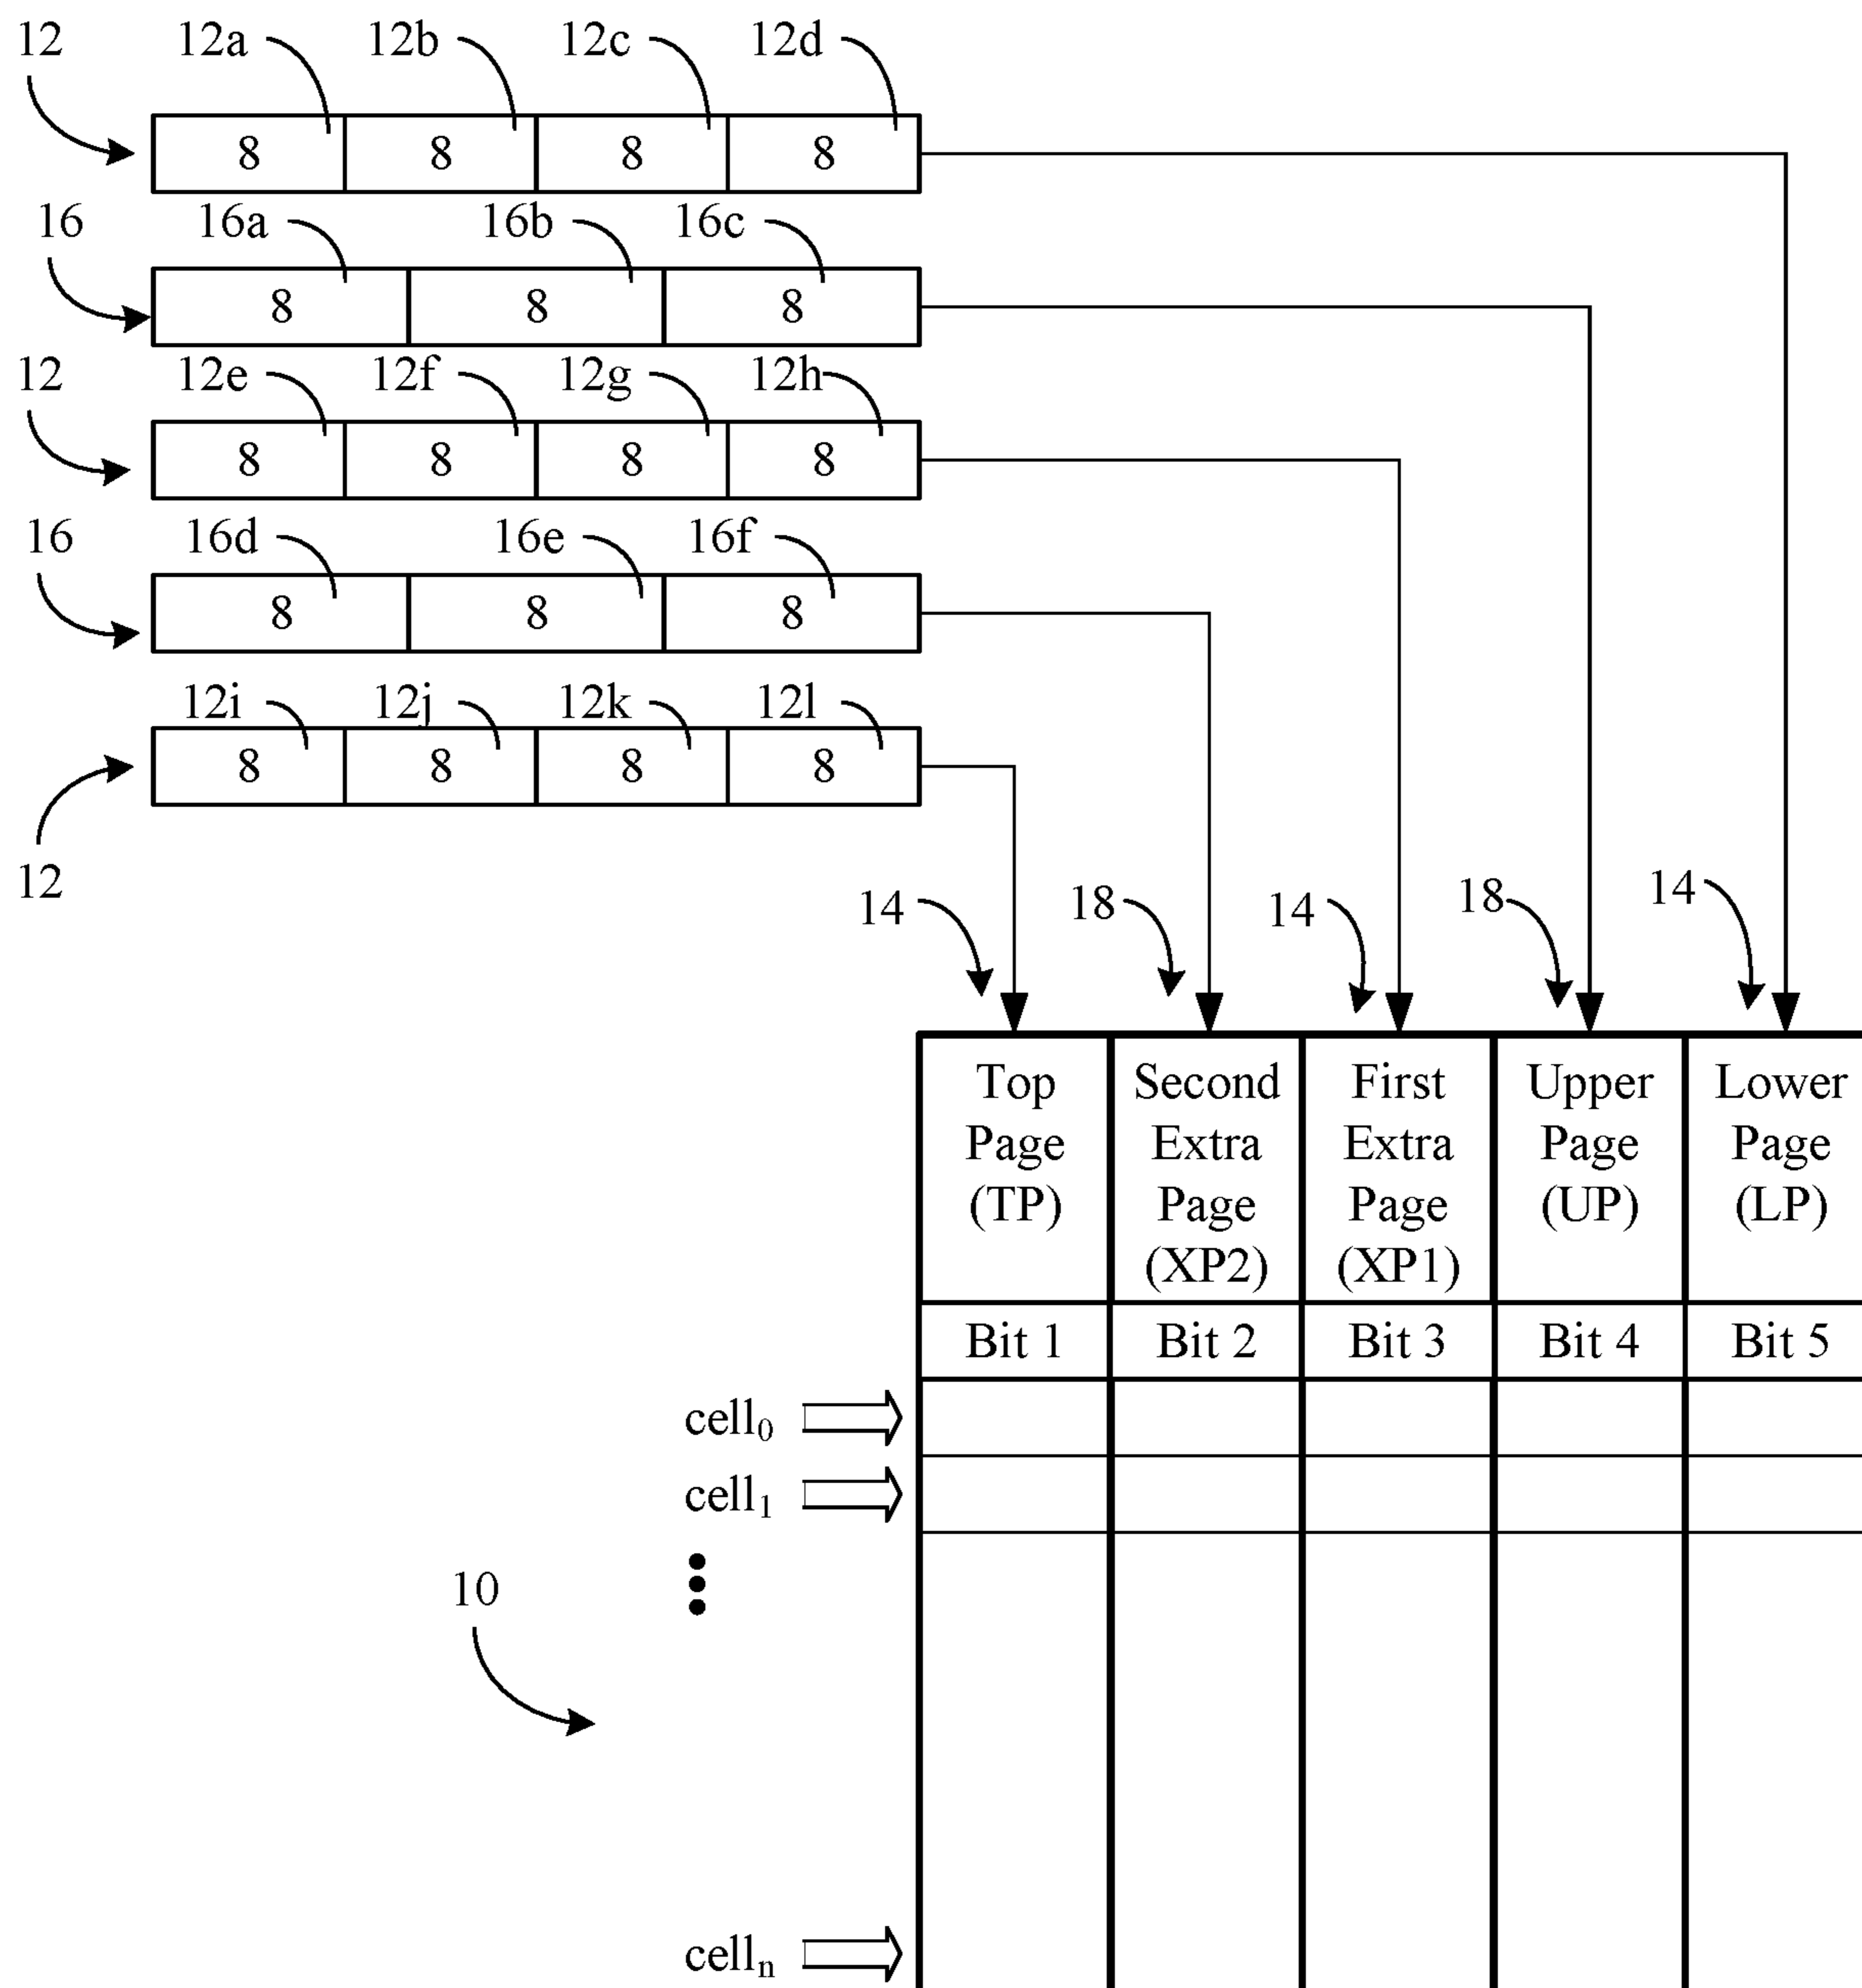 12 12a 12b 12c 12d
8 8 8 8
16 16a 16b 16c
8 8 8
12 12e 12f 12g 12h
8 8 8 8
16 16d 16e 16f
8 8 8
12i 12j 12k 12l
8 8 8 8
12
14 18 14 18 14
Top Second First Upper Lower
Page Extra Extra Page Page
(TP) Page Page (UP) (LP)
(XP2) (XP1)
Bit 1 Bit 2 Bit 3 Bit 4 Bit 5
cell0
cell1
10
celln